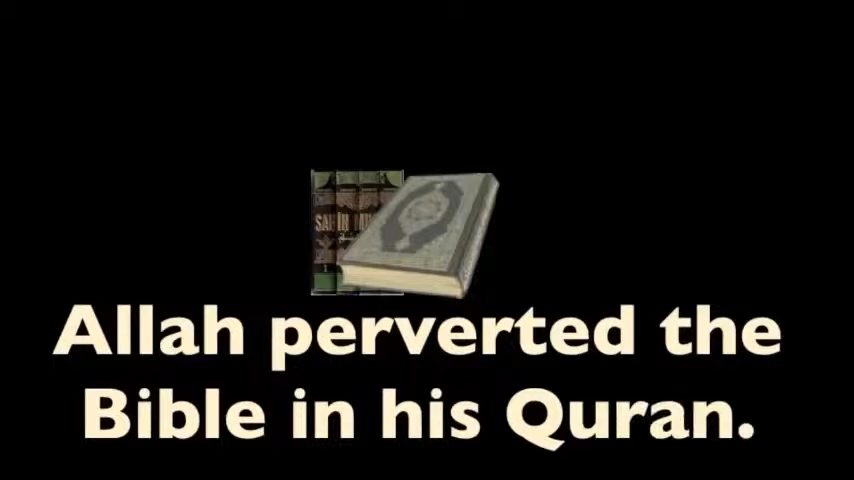 Allah perverted the
Bible in his Quran.